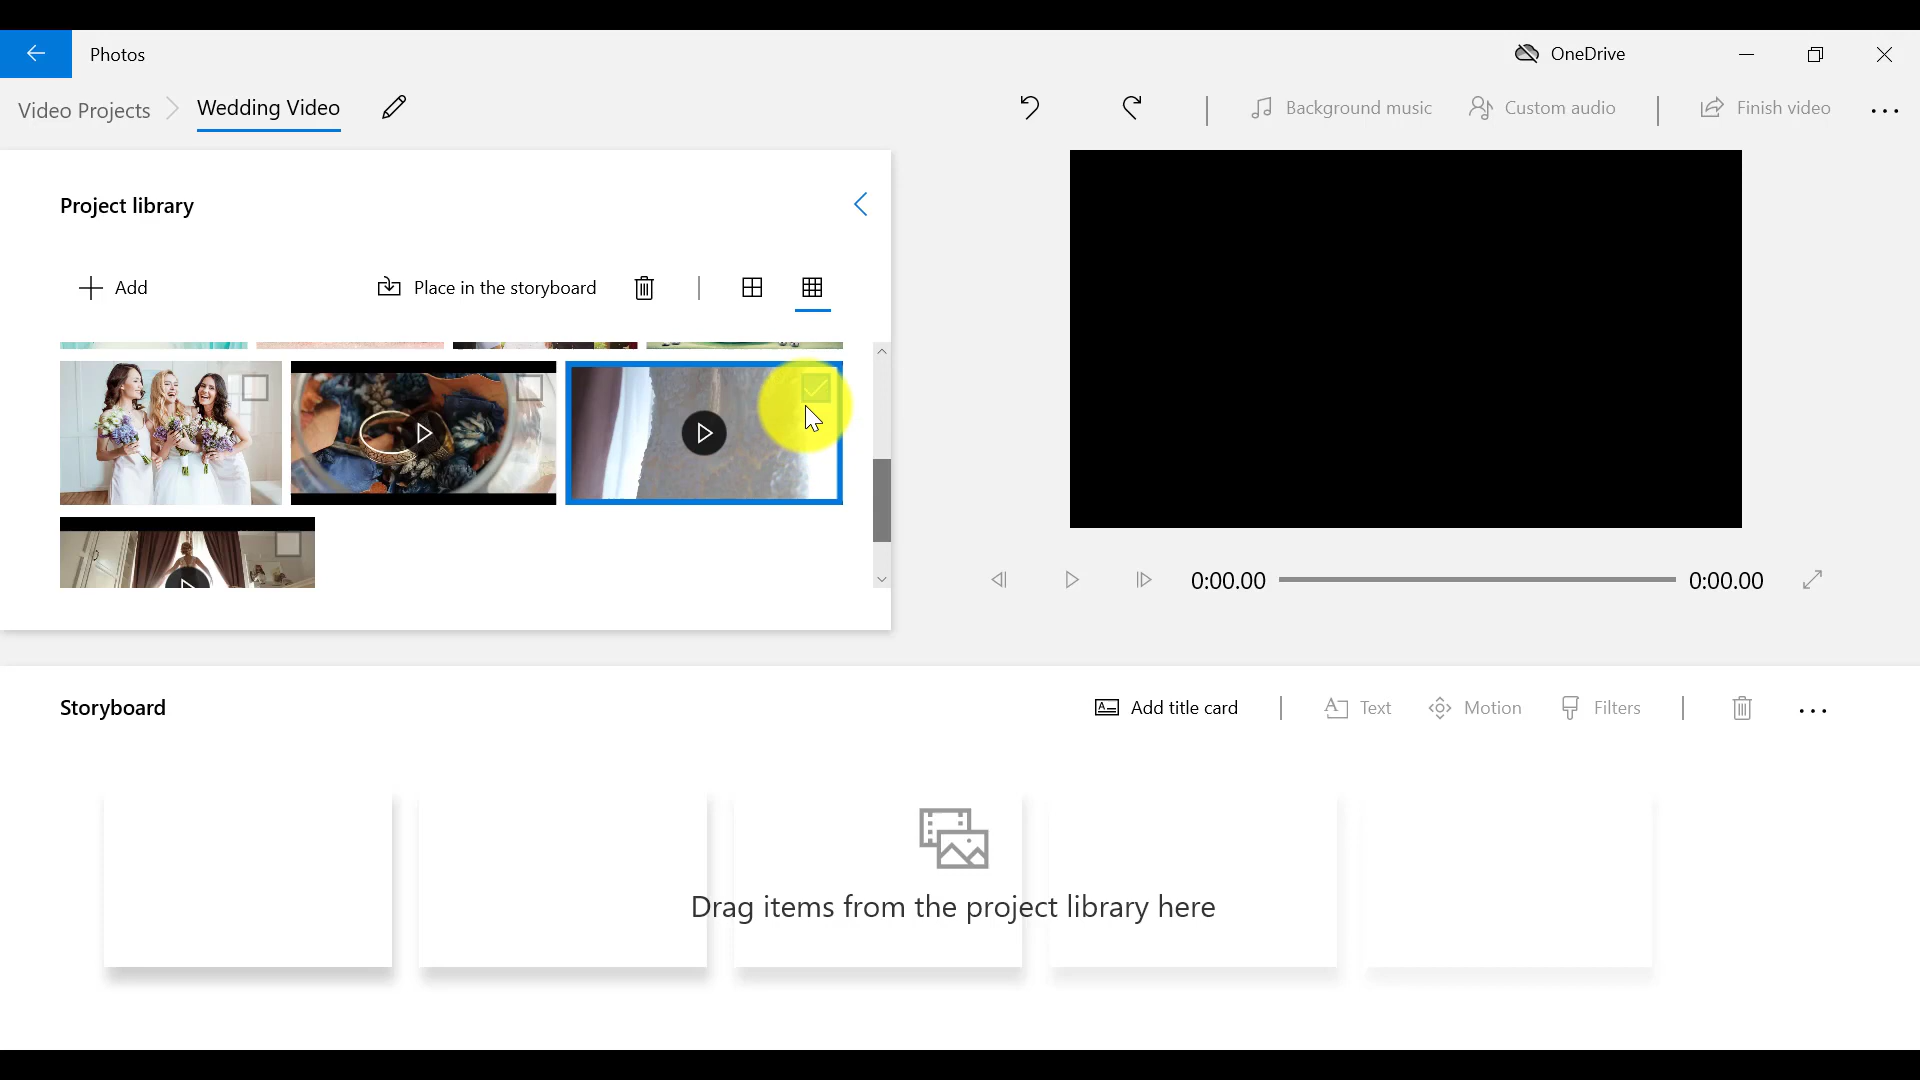 Photos
OneDrive
Video Projects
Wedding Video
Background music
Custom audio
Finish video
Project library
Add
Place in the storyboard
0:00.00
0:00.00
Storyboard
Add title card
Text
Motion
Filters
Drag items from the project library here